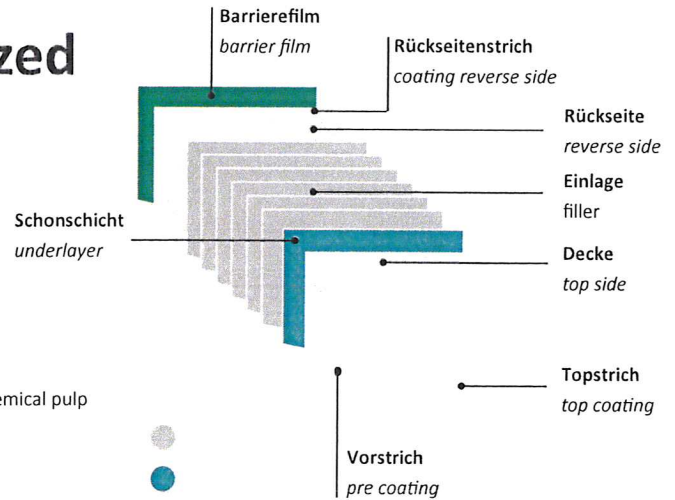 zed
Barrierefilm
barrier film
Rückseitenstrich
coating reverse side
Rückseite
reverse side
Einlage
filler
Schonschicht
underlayer
Decke
top side
Topstrich
top coating
emical pulp
Vorstrich
pre coating